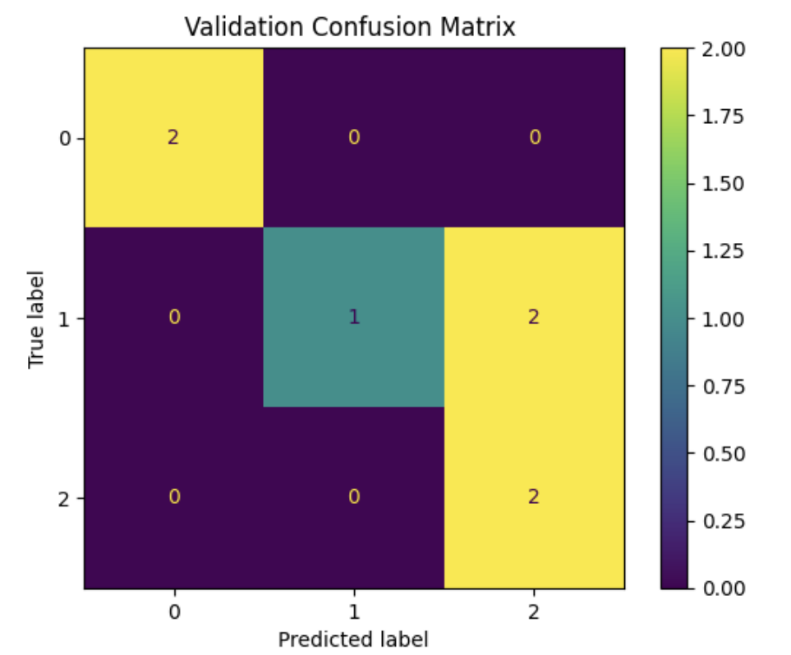 Validation Confusion Matrix
2.00
1.75
1.50
1.25
1.00
0.75
0.50
0.25
0.00
True label
0
2 0 0
1
0 1 2
2
0 0 2
0 1 2
Predicted label